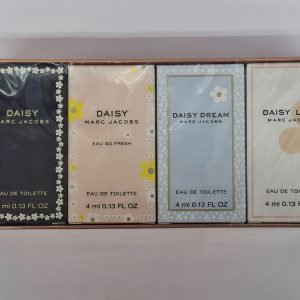 DAISY
MARC JACOBS
EAU DE TOILETTE
4 ml 0.13 FL OZ
DAISY
MARC JACOBS
EAU SO FRESH
EAU DE TOILETTE
4 ml 0.13 FL OZ
DAISY DREAM
MARC JACOBS
EAU DE TOILETTE
4 ml 0.13 FL OZ
DAISY L
MARC JACOBS
EAU DE TOILETTE
4 ml 0.13 FL OZ